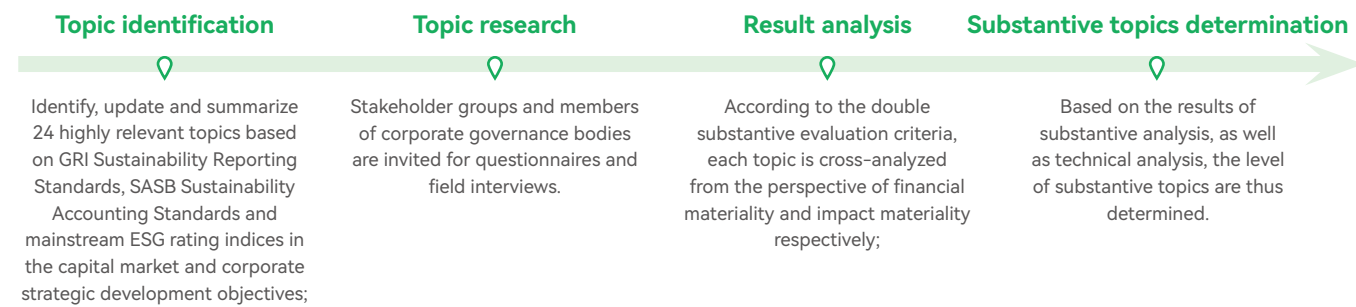 Topic identification
Identify, update and summarize
24 highly relevant topics based
on GRI Sustainability Reporting
Standards, SASB Sustainability
Accounting Standards and
mainstream ESG rating indices in
the capital market and corporate
strategic development objectives;
Topic research
Stakeholder groups and members
of corporate governance bodies
are invited for questionnaires and
field interviews.
Result analysis
According to the double
substantive evaluation criteria,
each topic is cross-analyzed
from the perspective of financial
materiality and impact materiality
respectively;
Substantive topics determination
Based on the results of
substantive analysis, as well
as technical analysis, the level
of substantive topics are thus
determined.